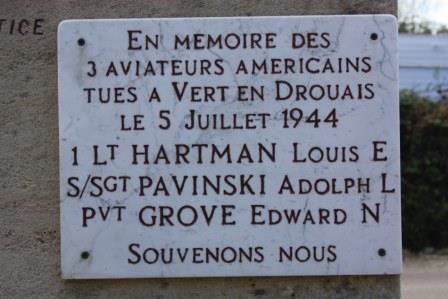 TICE
EN MEMOIRE DES
3 AVIATEURS AMERICAINS
TUES A VERT EN DROUAIS
LE 5 JUILLET 1944
1 LT HARTMAN LOUIS E
S/SGT PAVINSKI ADOLPH L
PVT GROVE EDWARD N
SOUVENONS NOUS